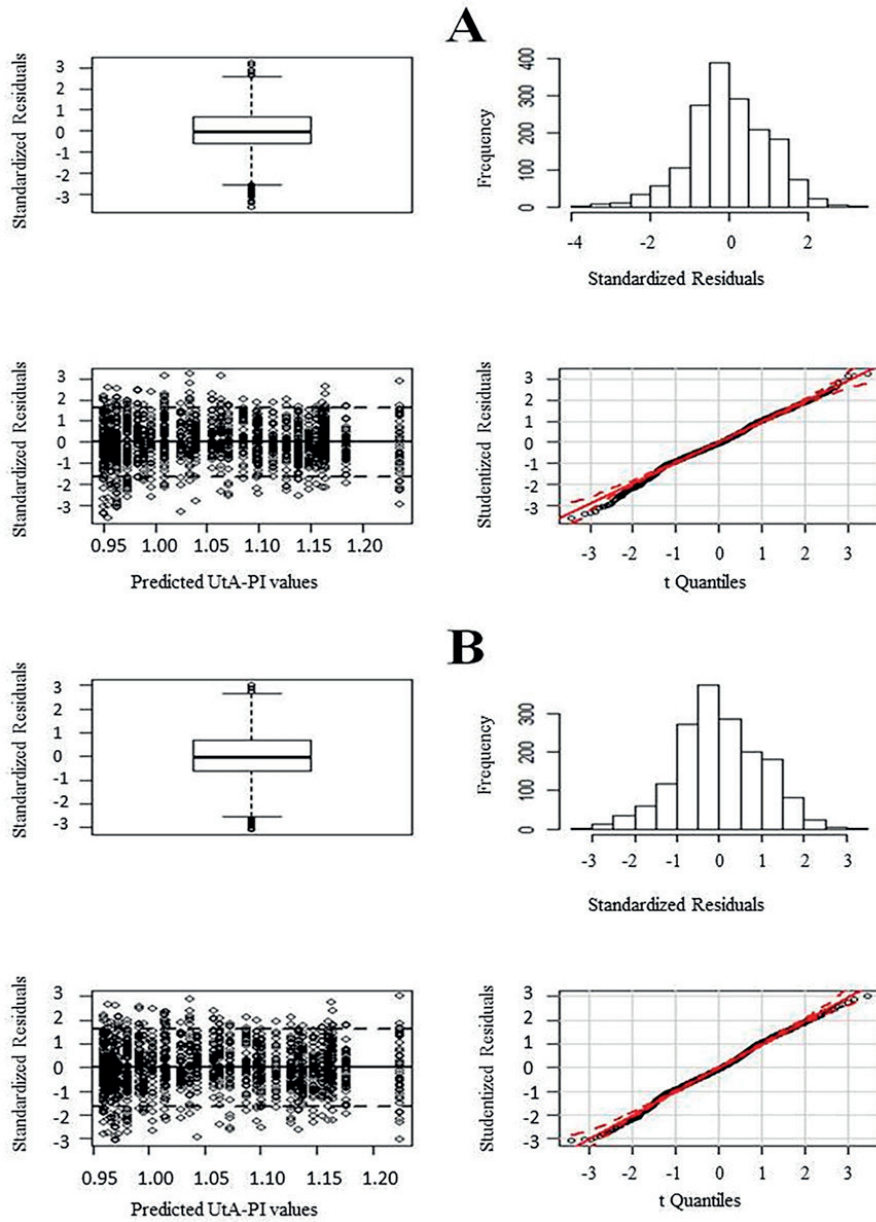 A
Standardized Residuals
3
2
1
0
-1
-2
-3
Frequency
400
300
200
100
0
-4 -2 0 2
Standardized Residuals
Standardized Residuals
3
2
1
0
-1
-2
-3
0.95 1.00 1.05 1.10 1.15 1.20
Predicted UtA-PI values
Studentized Residuals
3
2
1
0
-1
-2
-3
-3 -2 -1 0 1 2 3
t Quantiles
B
Standardized Residuals
3
2
1
0
-1
-2
-3
Frequency
300
200
100
0
-3 -2 -1 0 1 2 3
Standardized Residuals
Standardized Residuals
3
2
1
0
-1
-2
-3
0.95 1.00 1.05 1.10 1.15 1.20
Predicted UtA-PI values
Studentized Residuals
3
2
1
0
-1
-2
-3
-3 -2 -1 0 1 2 3
t Quantiles